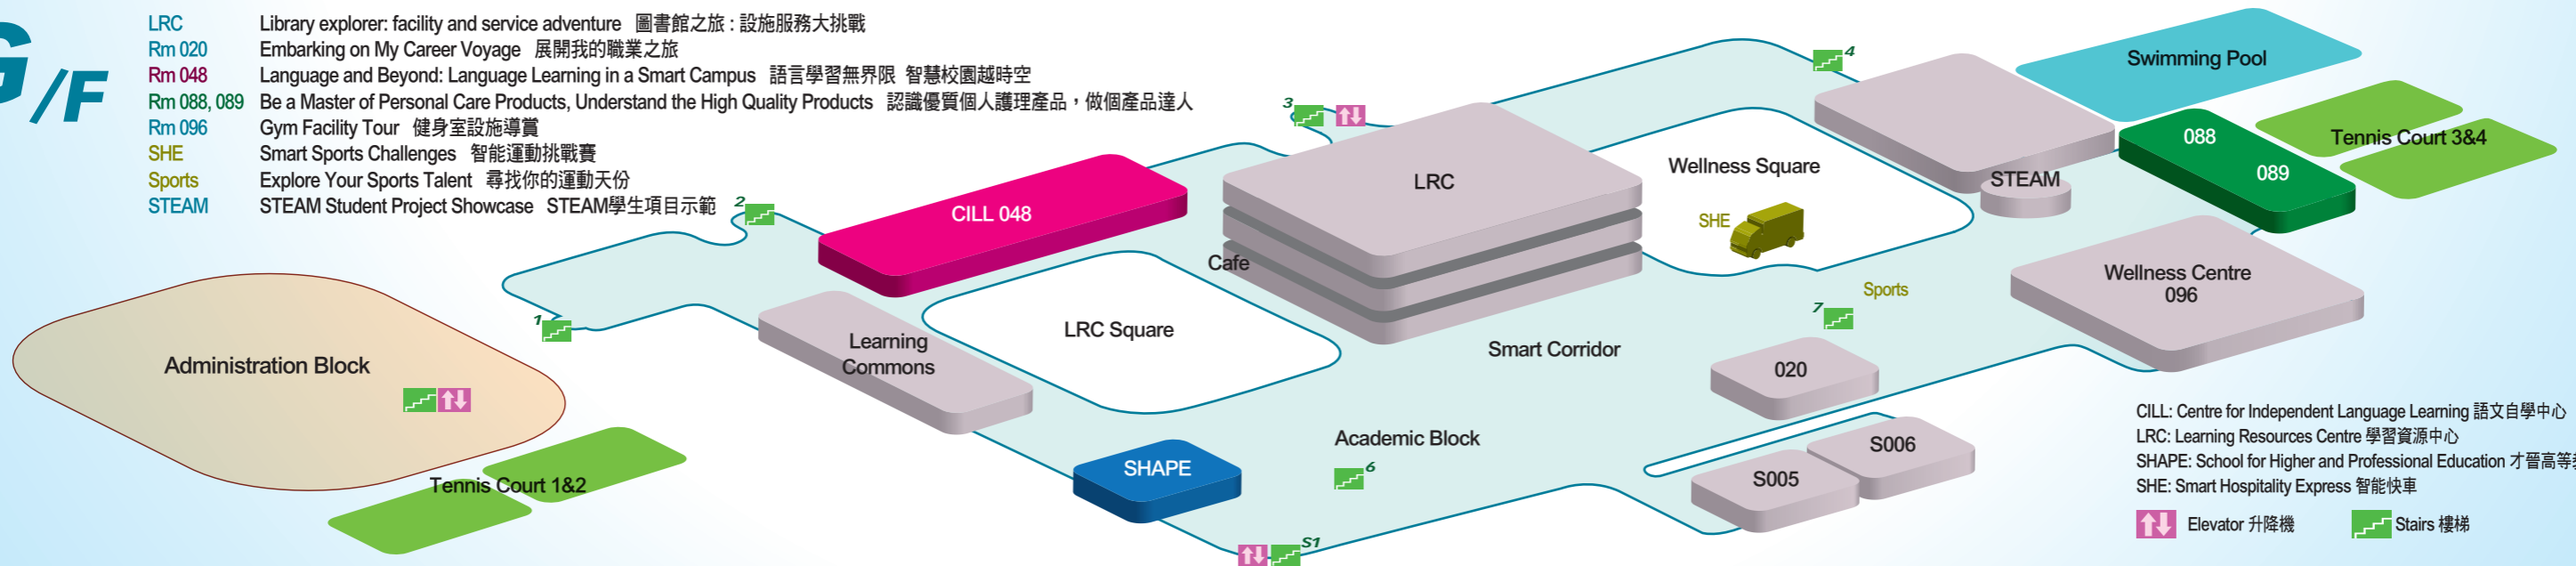 G/F
LRC Library explorer: facility and service adventure 圖書館之旅 : 設施服務大挑戰
Rm 020 Embarking on My Career Voyage 展開我的職業之旅
Rm 048 Language and Beyond: Language Learning in a Smart Campus 語言學習無界限 智慧校園越時空
Rm 088, 089 Be a Master of Personal Care Products, Understand the High Quality Products 認識優質個人護理產品，做個產品達人
Rm 096 Gym Facility Tour 健身室設施導賞
SHE Smart Sports Challenges 智能運動挑戰賽
Sports Explore Your Sports Talent 尋找你的運動天份
STEAM STEAM Student Project Showcase STEAM學生項目示範
1
2
3
4
Swimming Pool
Tennis Court 3&4
088
089
STEAM
Wellness Square
SHE
LRC
CILL 048
Cafe
Wellness Centre
096
Sports
7
LRC Square
Smart Corridor
Learning
Commons
Administration Block
020
Academic Block
6
S006
S005
SHAPE
Tennis Court 1&2
S1
CILL: Centre for Independent Language Learning 語文自學中心
LRC: Learning Resources Centre 學習資源中心
SHAPE: School for Higher and Professional Education 才晉高等
SHE: Smart Hospitality Express 智能快車
Elevator 升降機
Stairs 樓梯